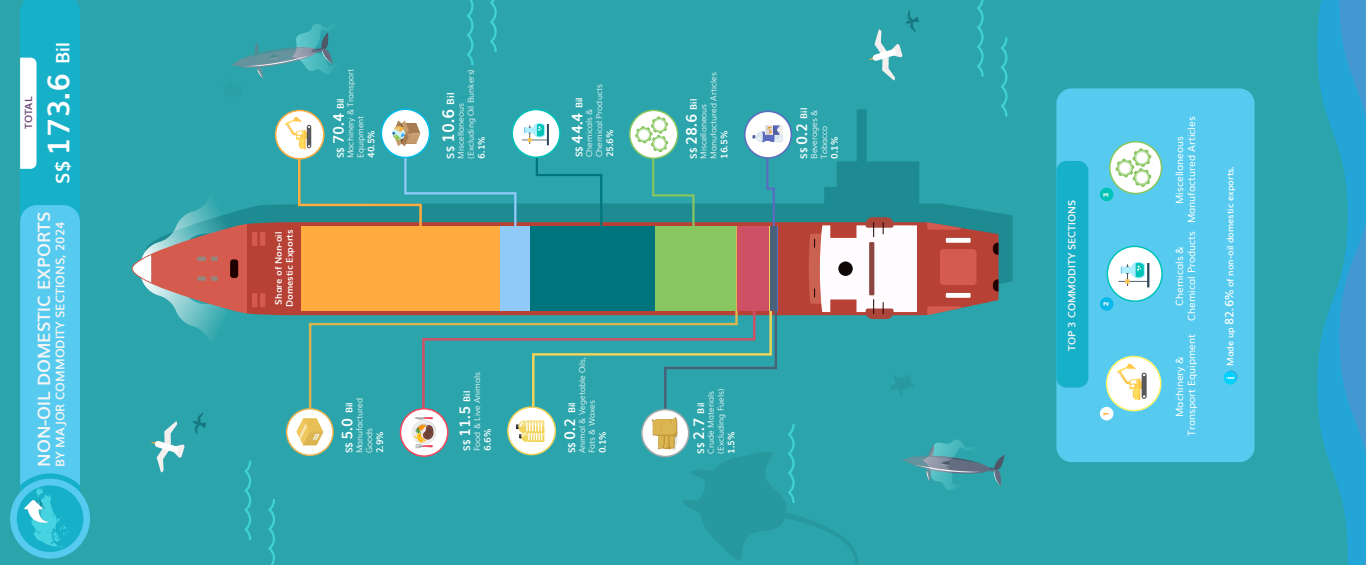 NON-OIL DOMESTIC EXPORTS
BY MAJOR COMMODITY SECTIONS, 2024
TOTAL
S$ 173.6 Bil
Share of Non-oil
Domestic Exports
S$ 5.0 Bil
Manufactured
Goods
2.9%
S$ 11.5 Bil
Food & Live Animals
6.6%
S$ 0.2 Bil
Animal & Vegetable Oils,
Fats & Waxes
0.1%
S$ 2.7 Bil
Crude Materials
(Excluding Fuels)
1.5%
S$ 70.4 Bil
Machinery & Transport
Equipment
40.5%
S$ 10.6 Bil
Miscellaneous
(Excluding Oil Bunkers)
6.1%
S$ 44.4 Bil
Chemicals &
Chemical Products
25.6%
S$ 28.6 Bil
Miscellaneous
Manufactured Articles
16.5%
S$ 0.2 Bil
Beverages &
Tobacco
0.1%
TOP 3 COMMODITY SECTIONS
1
Machinery &
Transport Equipment
2
Chemicals &
Chemical Products
3
Miscellaneous
Manufactured Articles
i Made up 82.6% of non-oil domestic exports.